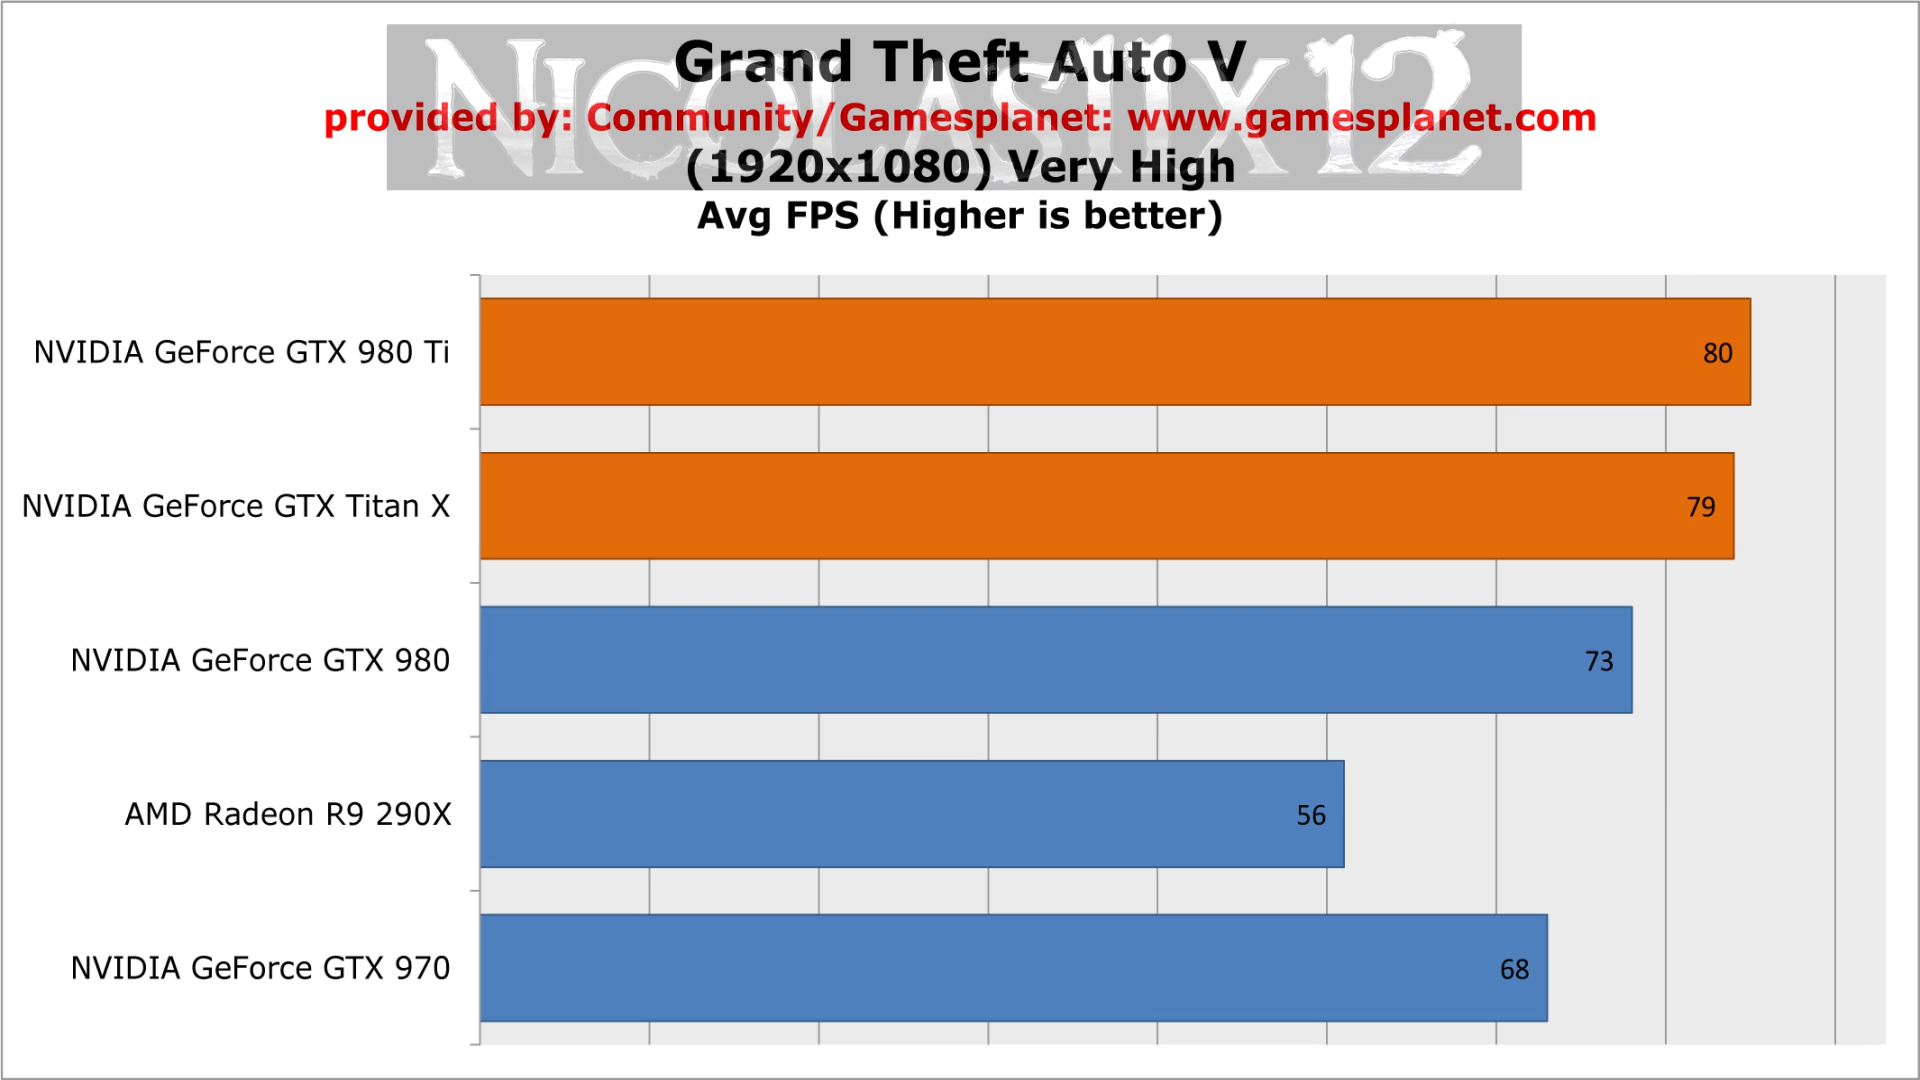 Grand Theft Auto V
NICOLAS11X12
provided by: Community/Gamesplanet: www.gamesplanet.com
(1920x1080) Very High
Avg FPS (Higher is better)
NVIDIA GeForce GTX 980 Ti
80
NVIDIA GeForce GTX Titan X
79
NVIDIA GeForce GTX 980
73
AMD Radeon R9 290X
56
NVIDIA GeForce GTX 970
68